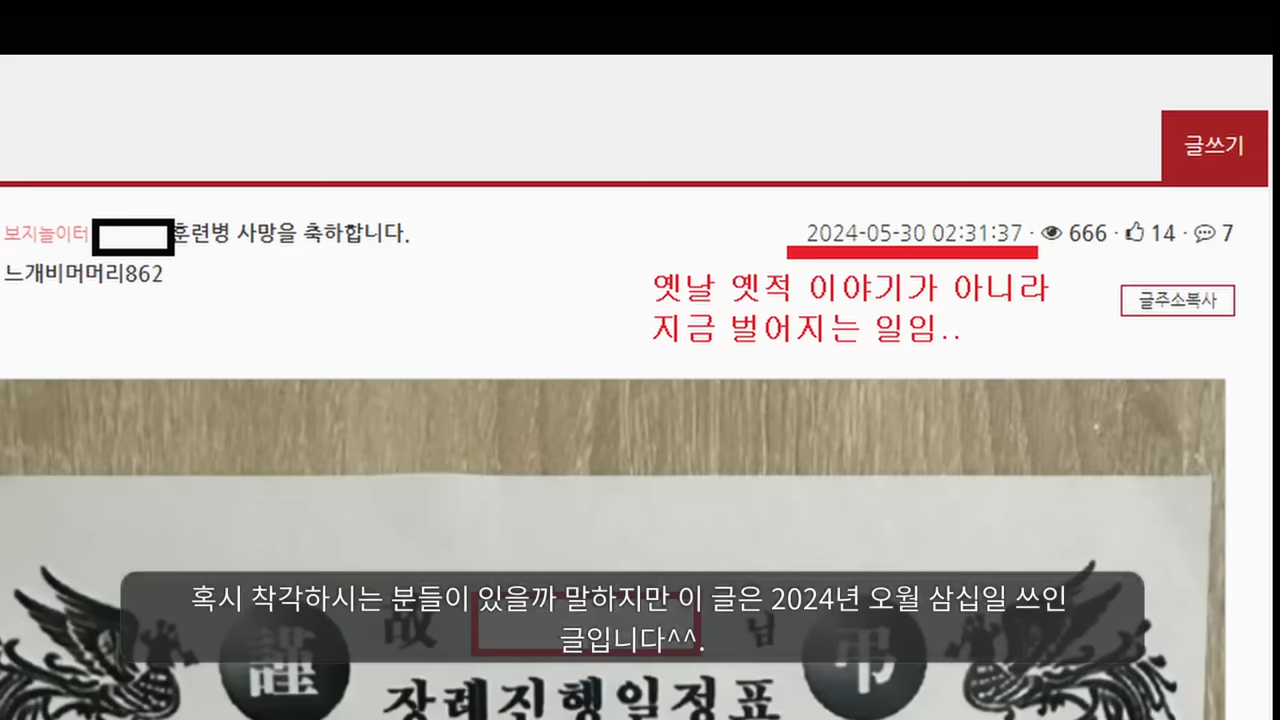 글쓰기
보지놀이터 훈련병 사망을 축하합니다. 2024-05-30 02:31:37 · 666 · 14 · 7
느개비머머리862
옛날 옛적 이야기가 아니라
지금 벌어지는 일임..
글주소복사
혹시 착각하시는 분들이 있을까 말하지만 이 글은 2024년 오월 삼십일 쓰인
글입니다^^.
故 님
謹 弔
장례진행일정표